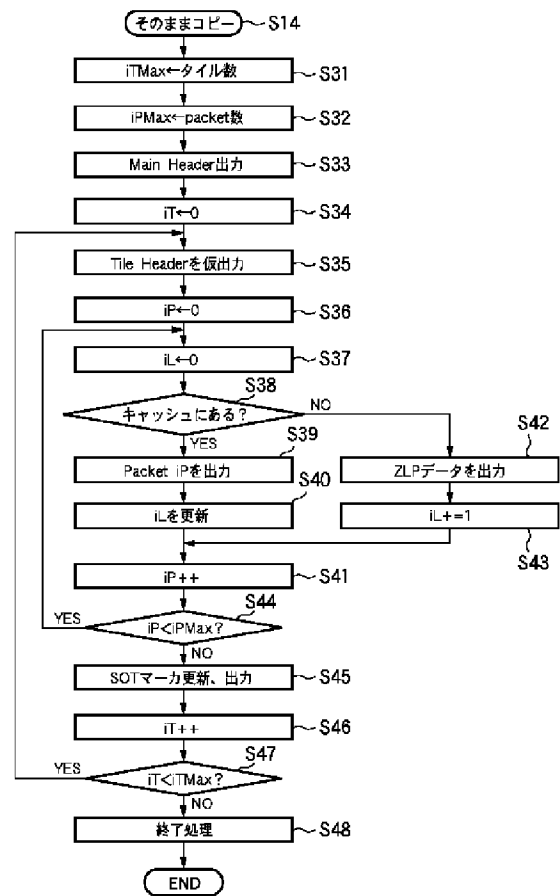 そのままコピー S14
iTMax←タイル数 S31
iPMax←packet数 S32
Main Header出力 S33
iT←0 S34
Tile Headerを仮出力 S35
iP←0 S36
iL←0 S37
キャッシュにある? S38
NO
YES
Packet iPを出力 S39
ZLPデータを出力 S42
iLを更新 S40
iL+=1 S43
iP++ S41
iP<iPMax? S44
YES
NO
SOTマーカ更新、出力 S45
iT++ S46
iT<iTMax? S47
YES
NO
終了処理 S48
END